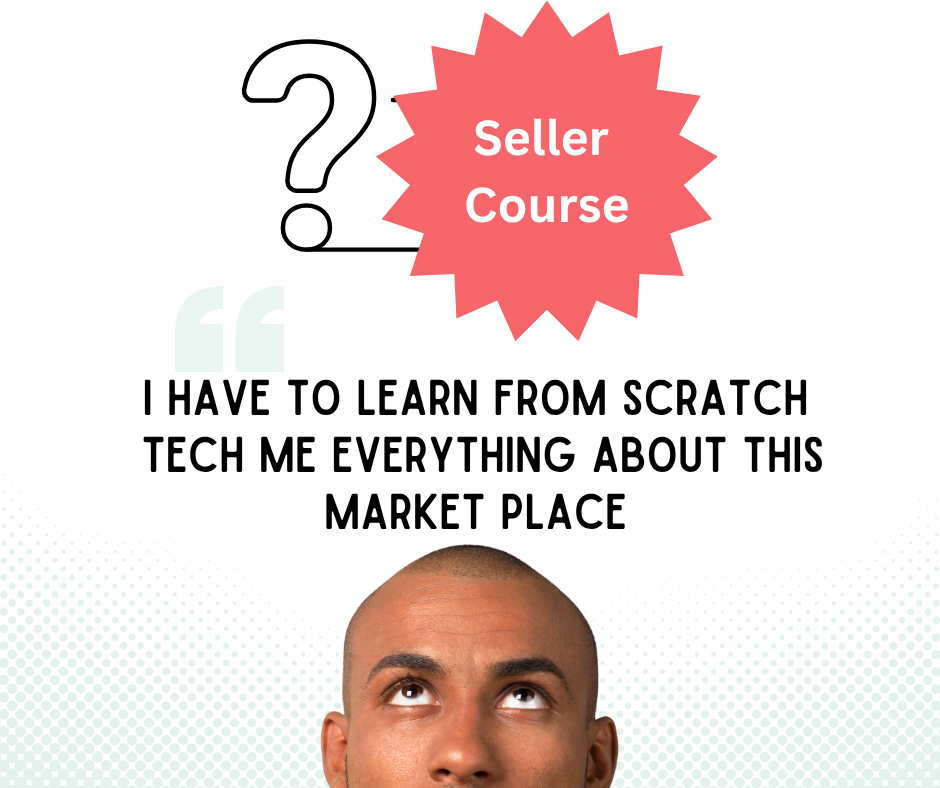 ?
Seller
Course
“
I HAVE TO LEARN FROM SCRATCH
TECH ME EVERYTHING ABOUT THIS
MARKET PLACE